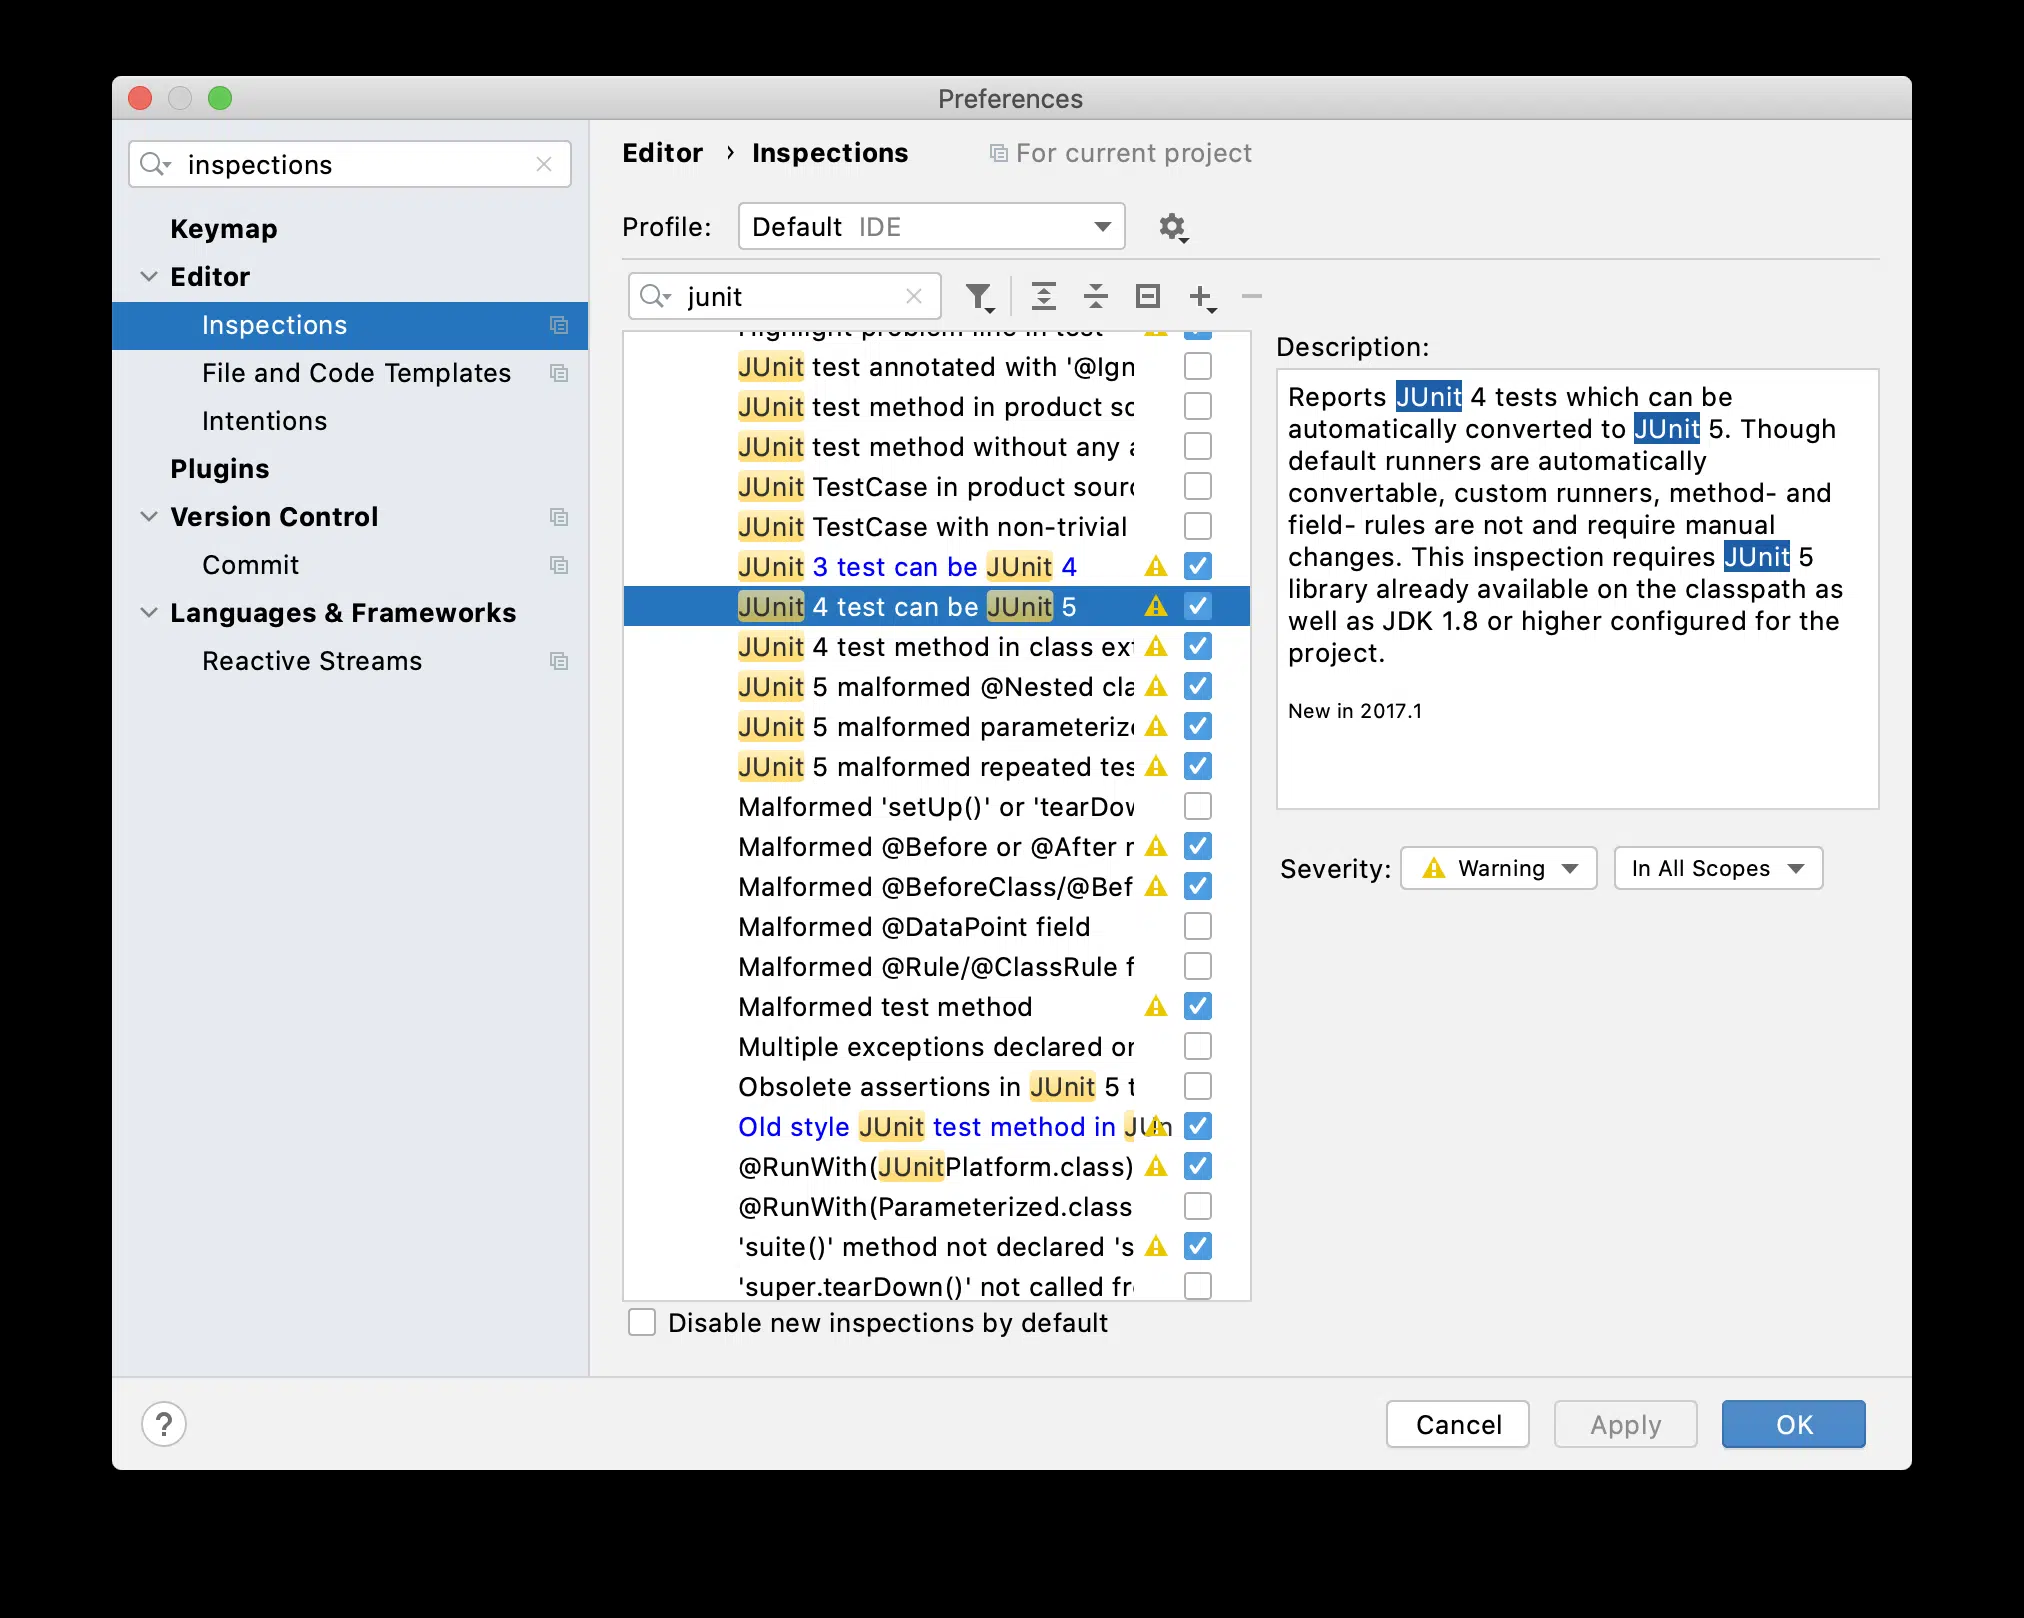 Preferences
inspections
Keymap
Editor
Inspections
File and Code Templates
Intentions
Plugins
Version Control
Commit
Languages & Frameworks
Reactive Streams
Editor › Inspections
For current project
Profile:
Default IDE
junit
Highlight problem line in test
JUnit test annotated with '@Ign
JUnit test method in product sc
JUnit test method without any
JUnit TestCase in product sourc
JUnit TestCase with non-trivial
JUnit 3 test can be JUnit 4
JUnit 4 test can be JUnit 5
JUnit 4 test method in class ext
JUnit 5 malformed @Nested cla
JUnit 5 malformed parameterize
JUnit 5 malformed repeated tes
Malformed 'setUp()' or 'tearDow
Malformed @Before or @After
Malformed @BeforeClass/@Bef
Malformed @DataPoint field
Malformed @Rule/@ClassRule f
Malformed test method
Multiple exceptions declared or
Obsolete assertions in JUnit 5 t
Old style JUnit test method in JUn
@RunWith(JUnitPlatform.class)
@RunWith(Parameterized.class
'suite()' method not declared 's
'super.tearDown()' not called fr
Disable new inspections by default
Description:
Reports JUnit 4 tests which can be
automatically converted to JUnit 5. Though
default runners are automatically
convertable, custom runners, method- and
field- rules are not and require manual
changes. This inspection requires JUnit 5
library already available on the classpath as
well as JDK 1.8 or higher configured for the
project.
New in 2017.1
Severity:
Warning
In All Scopes
?
Cancel
Apply
OK